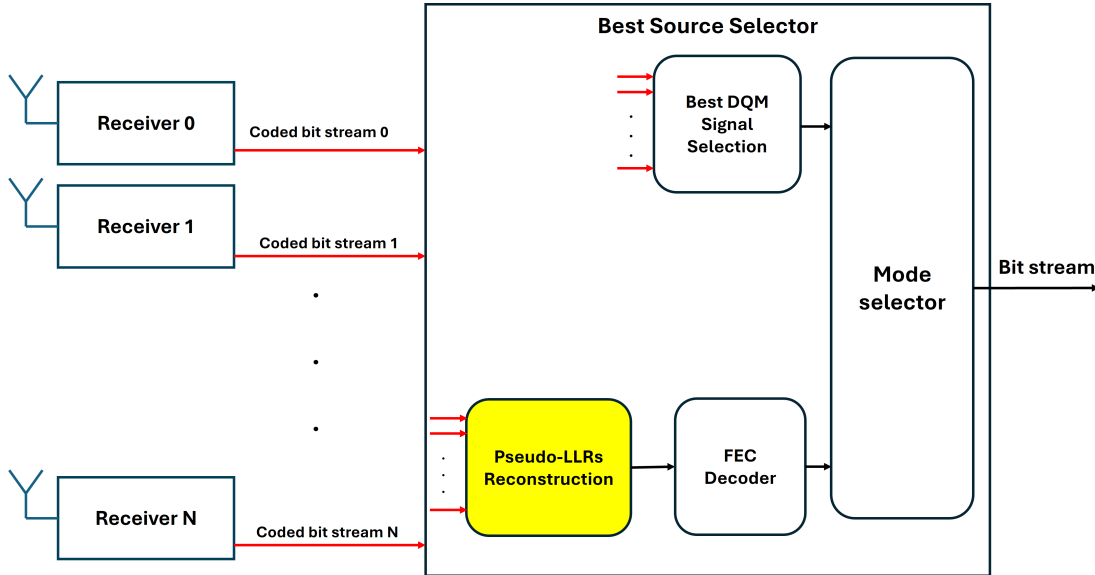 Best Source Selector
Receiver 0
Coded bit stream 0
Best DQM
Signal
Selection
Receiver 1
Coded bit stream 1
Mode
selector
Bit stream
Pseudo-LLRs
Reconstruction
FEC
Decoder
Receiver N
Coded bit stream N